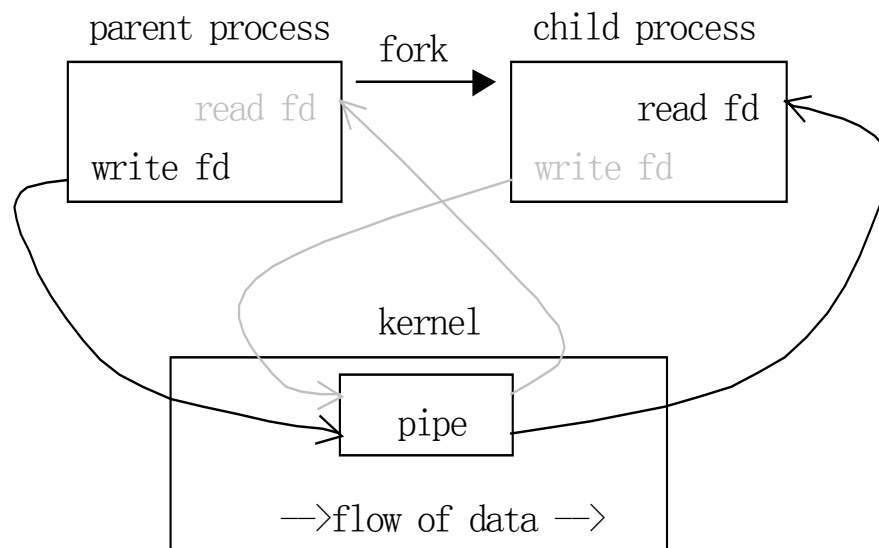 parent process
fork
child process
read fd
write fd
read fd
write fd
kernel
pipe
-->flow of data -->